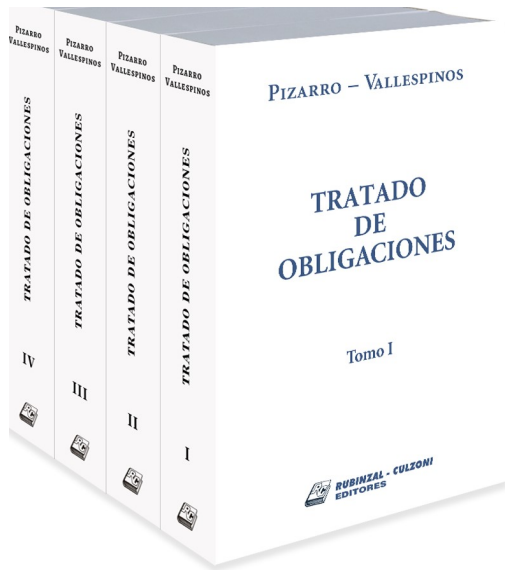 PIZARRO
VALLESPINOS
TRATADO DE OBLIGACIONES
IV
PIZARRO
VALLESPINOS
TRATADO DE OBLIGACIONES
III
PIZARRO
VALLESPINOS
TRATADO DE OBLIGACIONES
II
PIZARRO
VALLESPINOS
TRATADO DE OBLIGACIONES
I
PIZARRO – VALLESPINOS
TRATADO
DE
OBLIGACIONES
Tomo I
RC
RUBINZAL - CULZONI
EDITORES